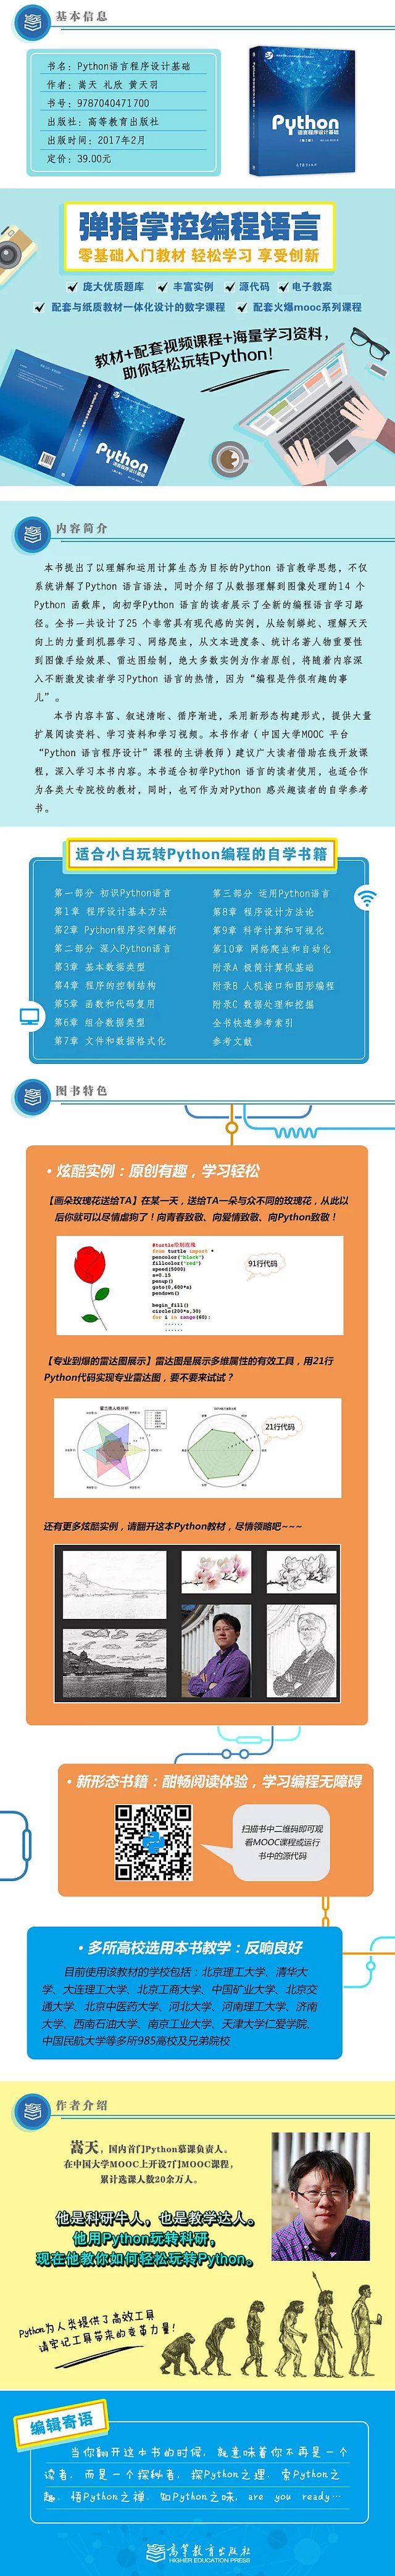 基本信息
书名：Python语言程序设计基础
作者：嵩天 礼欣 黄天羽
书号：9787040471700
出版社：高等教育出版社
出版时间：2017年2月
定价：39.00元
Python
语言程序设计基础
弹指掌控编程语言
零基础入门教材 轻松学习 享受创新
庞大优质题库 丰富实例 源代码 电子教案
配套与纸质教材一体化设计的数字课程 配套火爆mooc系列课程
教材+配套视频课程+海量学习资料，
助你轻松玩转Python！
Python
语言程序设计基础
内容简介
本书提出了以理解和运用计算生态为目标的Python 语言教学思想，不仅
系统讲解了Python 语言语法，同时介绍了从数据理解到图像处理的14 个
Python 函数库，向初学Python 语言的读者展示了全新的编程语言学习路
径。全书一共设计了25 个非常具有现代感的实例，从绘制蟒蛇、理解天天
向上的力量到机器学习、网络爬虫，从文本进度条、统计名著人物重要性
到图像手绘效果、雷达图绘制，绝大多数实例为作者原创，将随着内容深
入不断激发读者学习Python 语言的热情，因为“编程是件很有趣的事
儿”。
本书内容丰富、叙述清晰、循序渐进，采用新形态构建形式，提供大量
扩展阅读资料、学习资料和学习视频。本书作者（中国大学MOOC 平台
“Python 语言程序设计”课程的主讲教师）建议广大读者借助在线开放课
程，深入学习本书内容。本书适合初学Python 语言的读者使用，也适合作
为各类大专院校的教材，同时，也可作为对Python 感兴趣读者的自学参考
书。
适合小白玩转Python编程的自学书籍
第一部分 初识Python语言
第1章 程序设计基本方法
第2章 Python程序实例解析
第二部分 深入Python语言
第3章 基本数据类型
第4章 程序的控制结构
第5章 函数和代码复用
第6章 组合数据类型
第7章 文件和数据格式化
第三部分 运用Python语言
第8章 程序设计方法论
第9章 科学计算和可视化
第10章 网络爬虫和自动化
附录A 极简计算机基础
附录B 人机接口和图形编程
附录C 数据处理和挖掘
全书快速参考索引
参考文献
图书特色
·炫酷实例：原创有趣，学习轻松
【画朵玫瑰花送给TA】在某一天，送给TA一朵与众不同的玫瑰花，从此以
后你就可以尽情虐狗了！向青春致敬、向爱情致敬、向Python致敬！
#turtle绘制玫瑰
from turtle import *
pencolor("black")
fillcolor("red")
speed(5000)
s=0.15
penup()
goto(0,600*s)
pendown()
begin_fill()
circle(200*s,30)
for i in range(60):
......
......
91行代码
【专业到爆的雷达图展示】雷达图是展示多维属性的有效工具，用21行
Python代码实现专业雷达图，要不要来试试？
霍兰德人格分析
21行代码
还有更多炫酷实例，请翻开这本Python教材，尽情领略吧~~~
·新形态书籍：酣畅阅读体验，学习编程无障碍
扫描书中二维码即可观
看MOOC课程或运行
书中的源代码
·多所高校选用本书教学：反响良好
目前使用该教材的学校包括：北京理工大学、清华大
学、大连理工大学、北京工商大学、中国矿业大学、北京交
通大学、北京中医药大学、河北大学、河南理工大学、济南
大学、西南石油大学、南京工业大学、天津大学仁爱学院、
中国民航大学等多所985高校及兄弟院校
作者介绍
嵩天，国内首门Python慕课负责人。
在中国大学MOOC上开设7门MOOC课程，
累计选课人数20余万人。
他是科研牛人，也是教学达人。
他用Python玩转科研，
现在他教你如何轻松玩转Python。
Python为人类提供了高效工具
请牢记工具带来的变革力量！
编辑寄语
当你翻开这本书的时候，就意味着你不再是一个
读者，而是一个探秘者，探Python之理，索Python之
趣，悟Python之禅，知Python之味，are you ready…
高等教育出版社
HIGHER EDUCATION PRESS